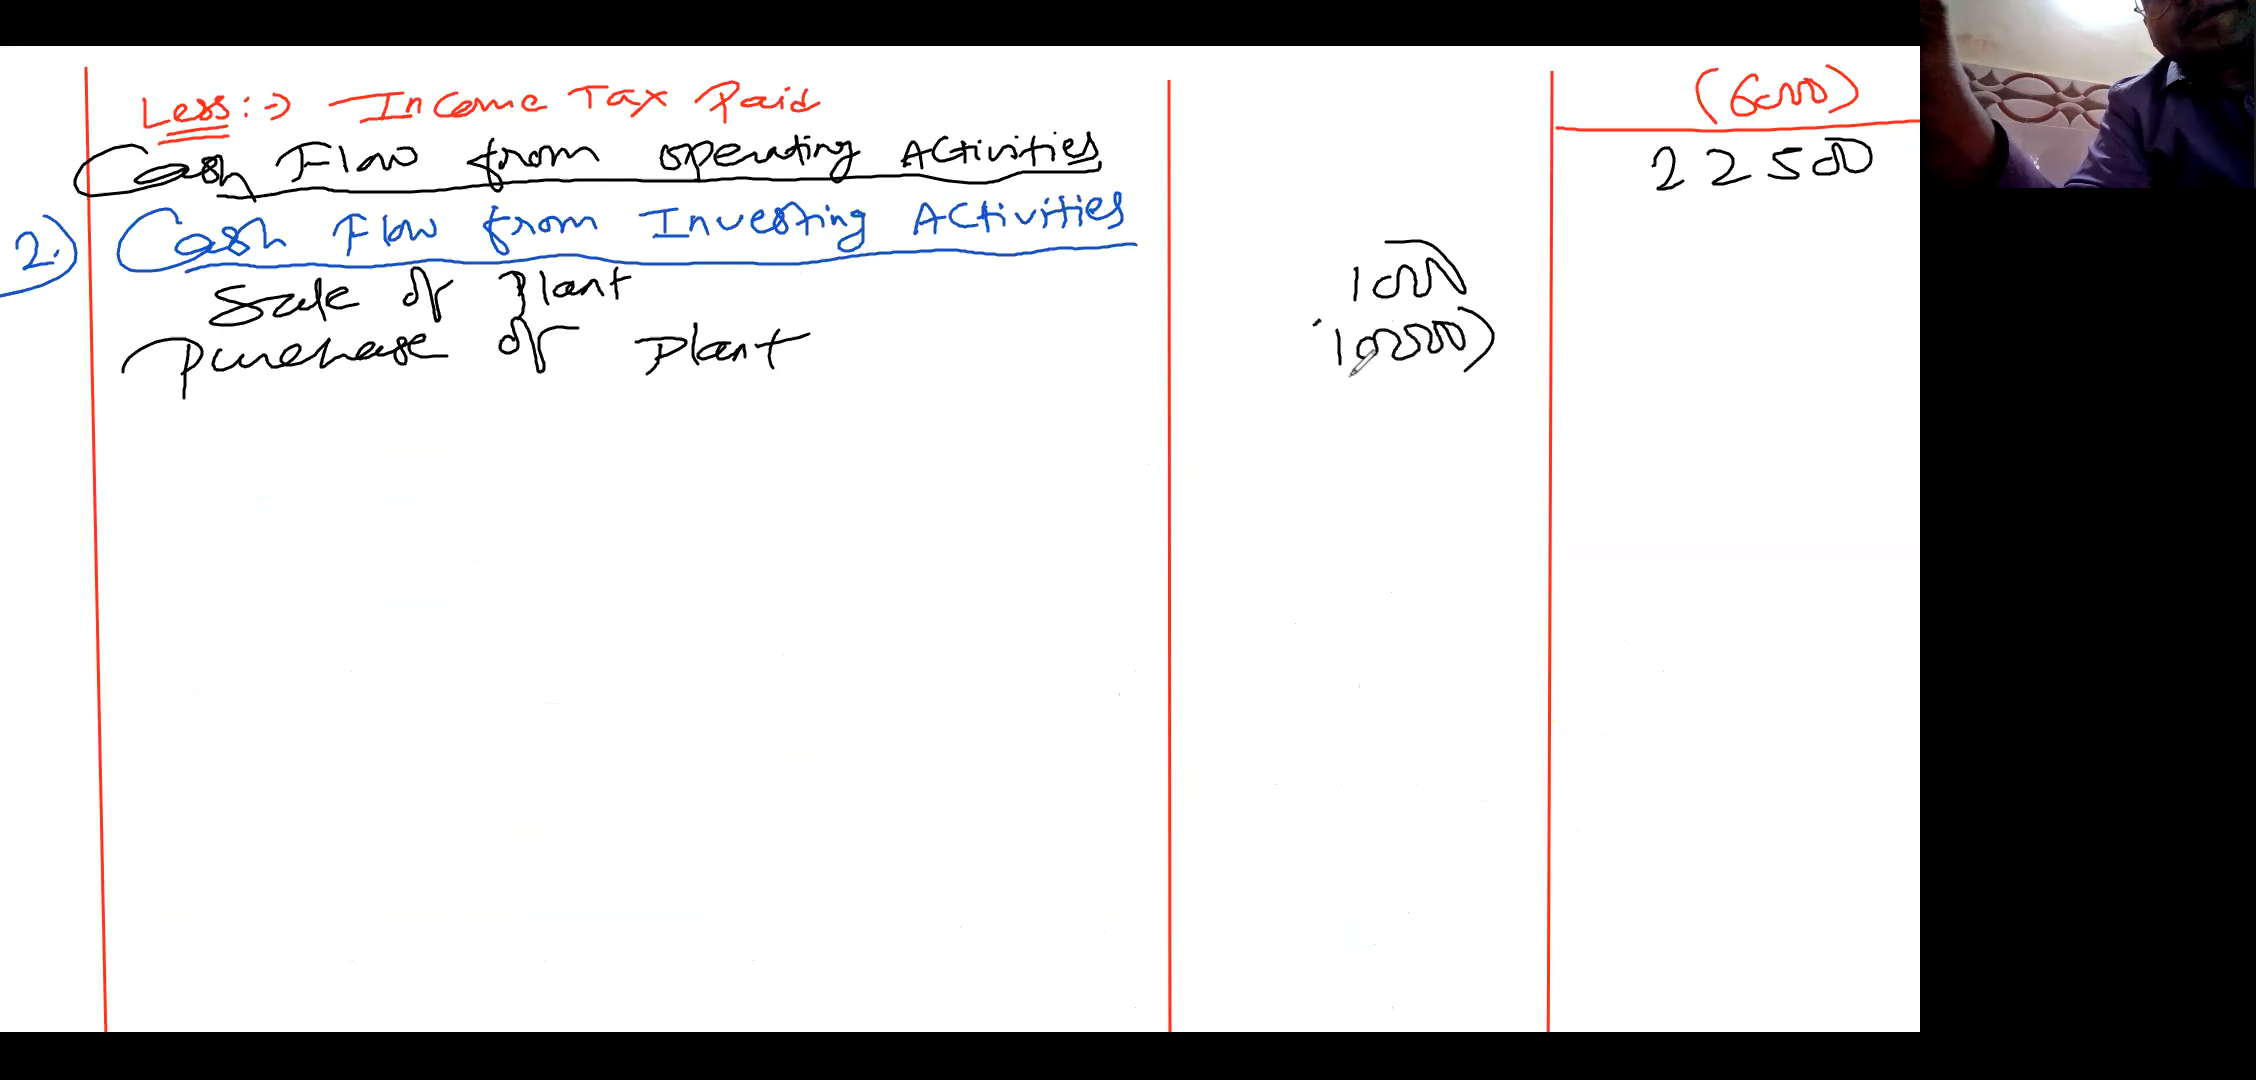 Less :→ Income Tax Paid (6000)
Cash Flow from operating Activities 22500
2.) Cash Flow from Investing Activities
Sale of Plant 1000
Purchase of Plant 10000)